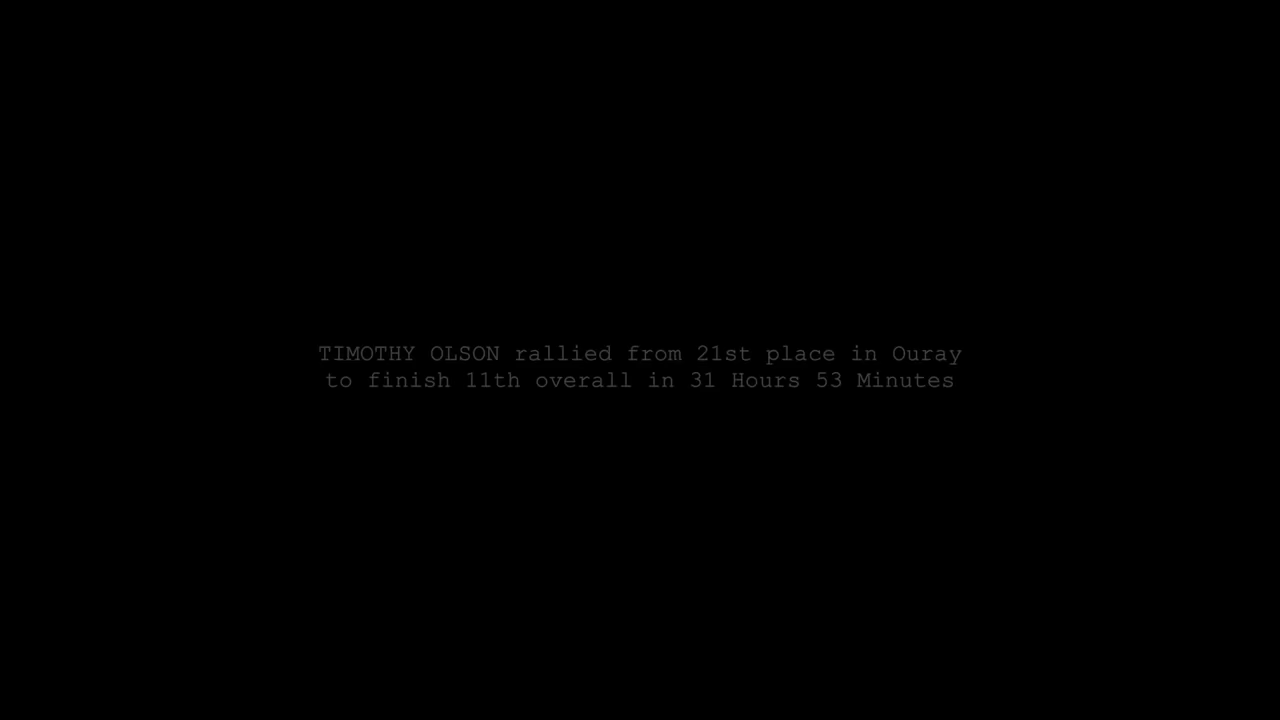 TIMOTHY OLSON rallied from 21st place in Ouray
to finish 11th overall in 31 Hours 53 Minutes